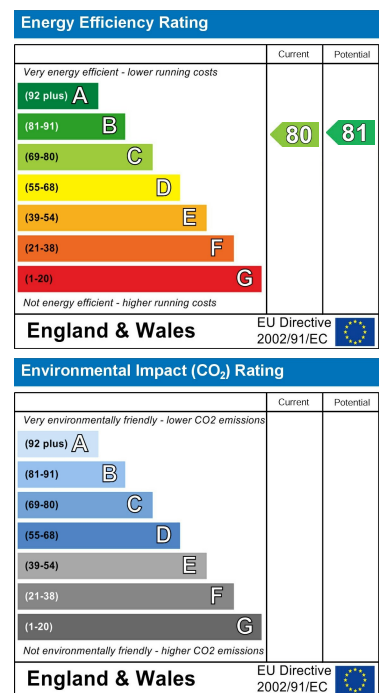 Energy Efficiency Rating
Current Potential
Very energy efficient - lower running costs
(92 plus) A
(81-91) B
(69-80) C
(55-68) D
(39-54) E
(21-38) F
(1-20) G
80 81
Not energy efficient - higher running costs
England & Wales
EU Directive
2002/91/EC
Environmental Impact (CO₂) Rating
Current Potential
Very environmentally friendly - lower CO2 emissions
(92 plus) A
(81-91) B
(69-80) C
(55-68) D
(39-54) E
(21-38) F
(1-20) G
Not environmentally friendly - higher CO2 emissions
England & Wales
EU Directive
2002/91/EC